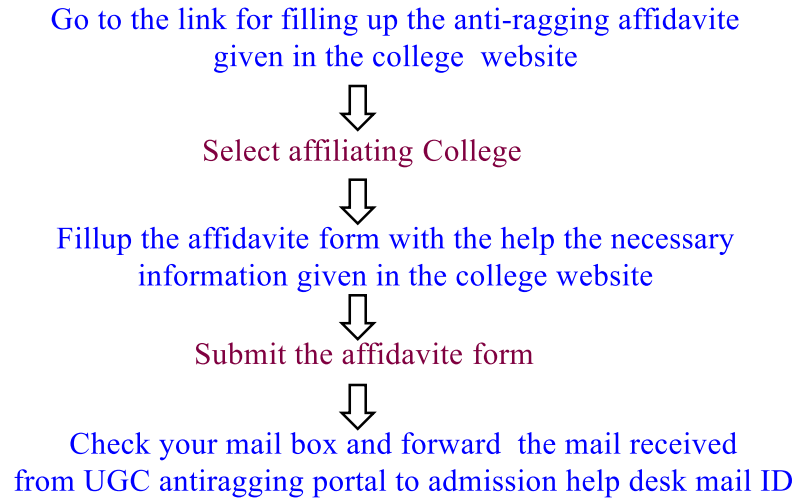 Go to the link for filling up the anti-ragging affidavite
given in the college website
Select affiliating College
Fillup the affidavite form with the help the necessary
information given in the college website
Submit the affidavite form
Check your mail box and forward the mail received
from UGC antiragging portal to admission help desk mail ID